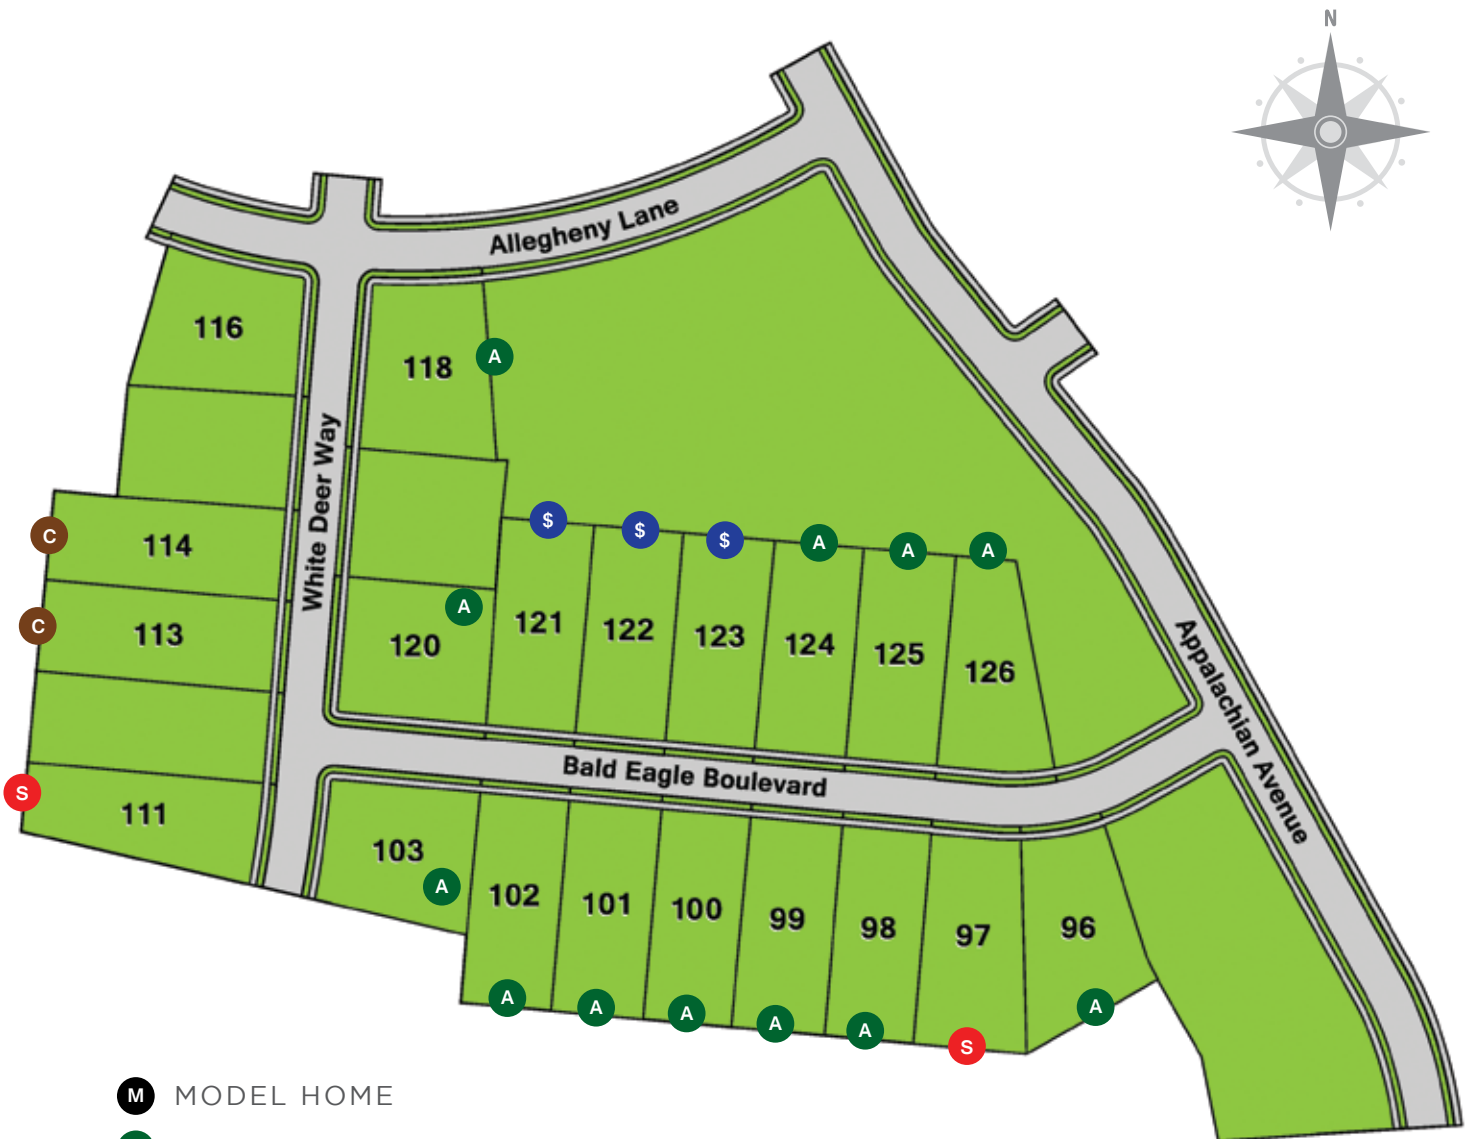 N
Allegheny Lane
116
118
A
White Deer Way
C
114
$
$
$
A
A
A
C
113
A
120
121
122
123
124
125
126
Appalachian Avenue
Bald Eagle Boulevard
S
111
103
A
102
101
100
99
98
97
96
A
A
A
A
A
S
A
M MODEL HOME